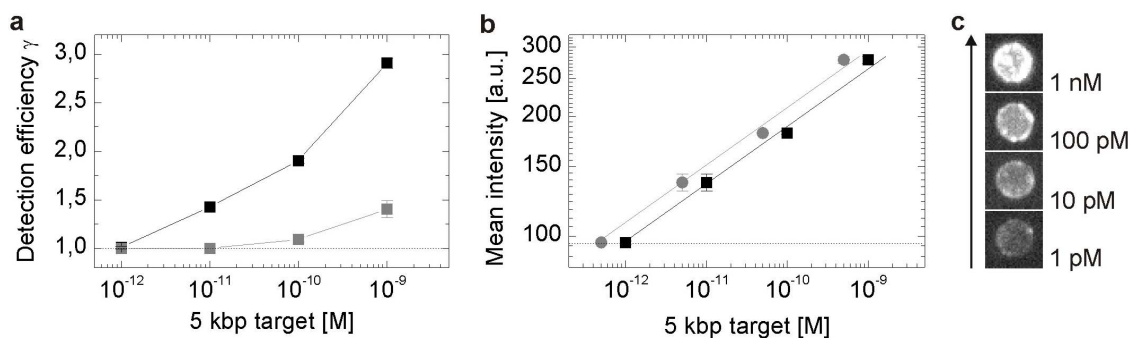 a
Detection efficiency γ
3,0
2,5
2,0
1,5
1,0
10⁻¹² 10⁻¹¹ 10⁻¹⁰ 10⁻⁹
5 kbp target [M]
b
Mean intensity [a.u.]
300
250
200
150
100
10⁻¹² 10⁻¹¹ 10⁻¹⁰ 10⁻⁹
5 kbp target [M]
c
1 nM
100 pM
10 pM
1 pM